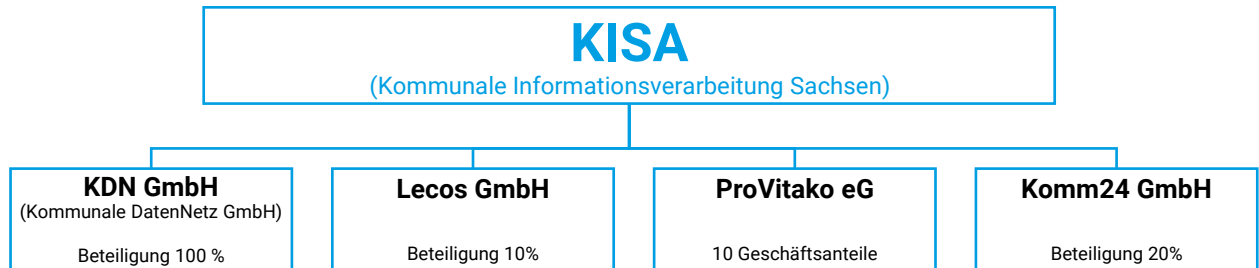 KISA
(Kommunale Informationsverarbeitung Sachsen)
KDN GmbH
(Kommunale DatenNetz GmbH)
Beteiligung 100 %
Lecos GmbH
Beteiligung 10%
ProVitako eG
10 Geschäftsanteile
Komm24 GmbH
Beteiligung 20%